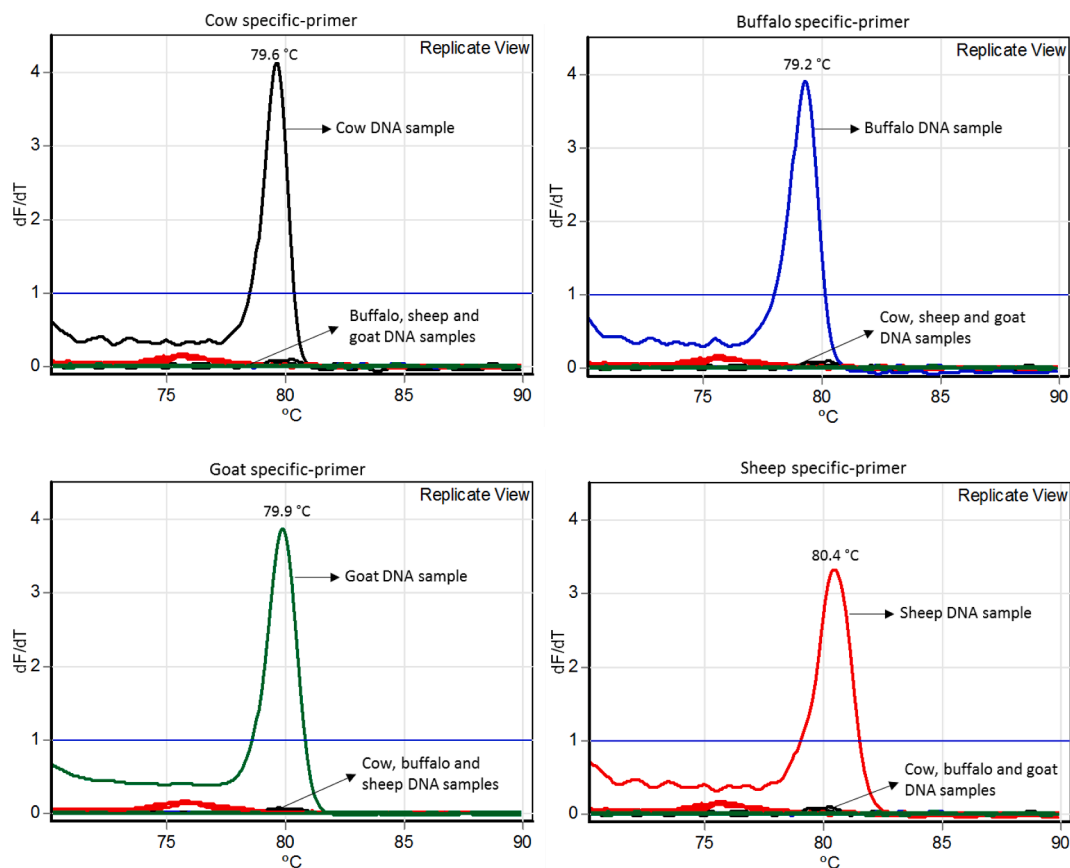 Cow specific-primer
Replicate View
79.6 °C
Cow DNA sample
Buffalo, sheep and
goat DNA samples
dF/dT
4
3
2
1
0
75
80
85
90
°C
Buffalo specific-primer
Replicate View
79.2 °C
Buffalo DNA sample
Cow, sheep and goat
DNA samples
dF/dT
4
3
2
1
0
75
80
85
90
°C
Goat specific-primer
Replicate View
79.9 °C
Goat DNA sample
Cow, buffalo and
sheep DNA samples
dF/dT
4
3
2
1
0
75
80
85
90
°C
Sheep specific-primer
Replicate View
80.4 °C
Sheep DNA sample
Cow, buffalo and goat
DNA samples
dF/dT
4
3
2
1
0
75
80
85
90
°C